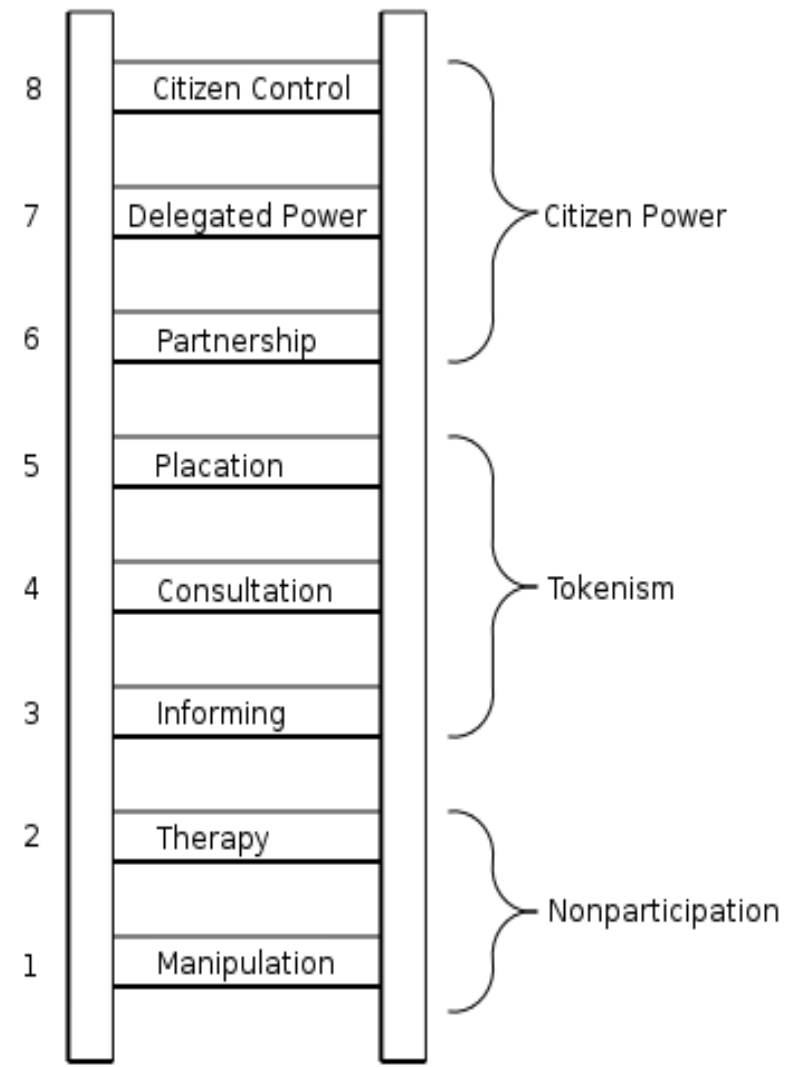 8 Citizen Control
7 Delegated Power
Citizen Power
6 Partnership
5 Placation
4 Consultation
Tokenism
3 Informing
2 Therapy
Nonparticipation
1 Manipulation